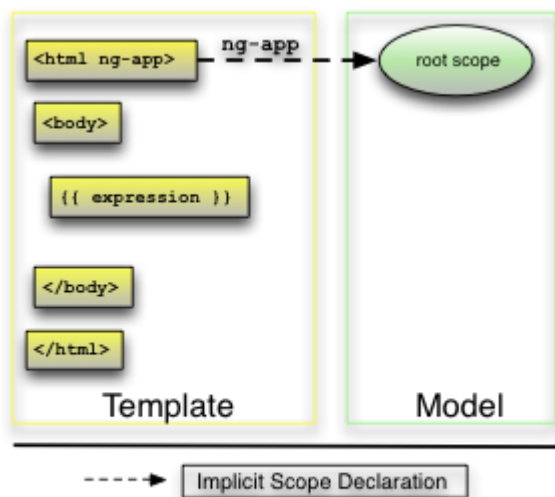 <html ng-app>
ng-app
root scope
<body>
{{ expression }}
</body>
</html>
Template
Model
Implicit Scope Declaration